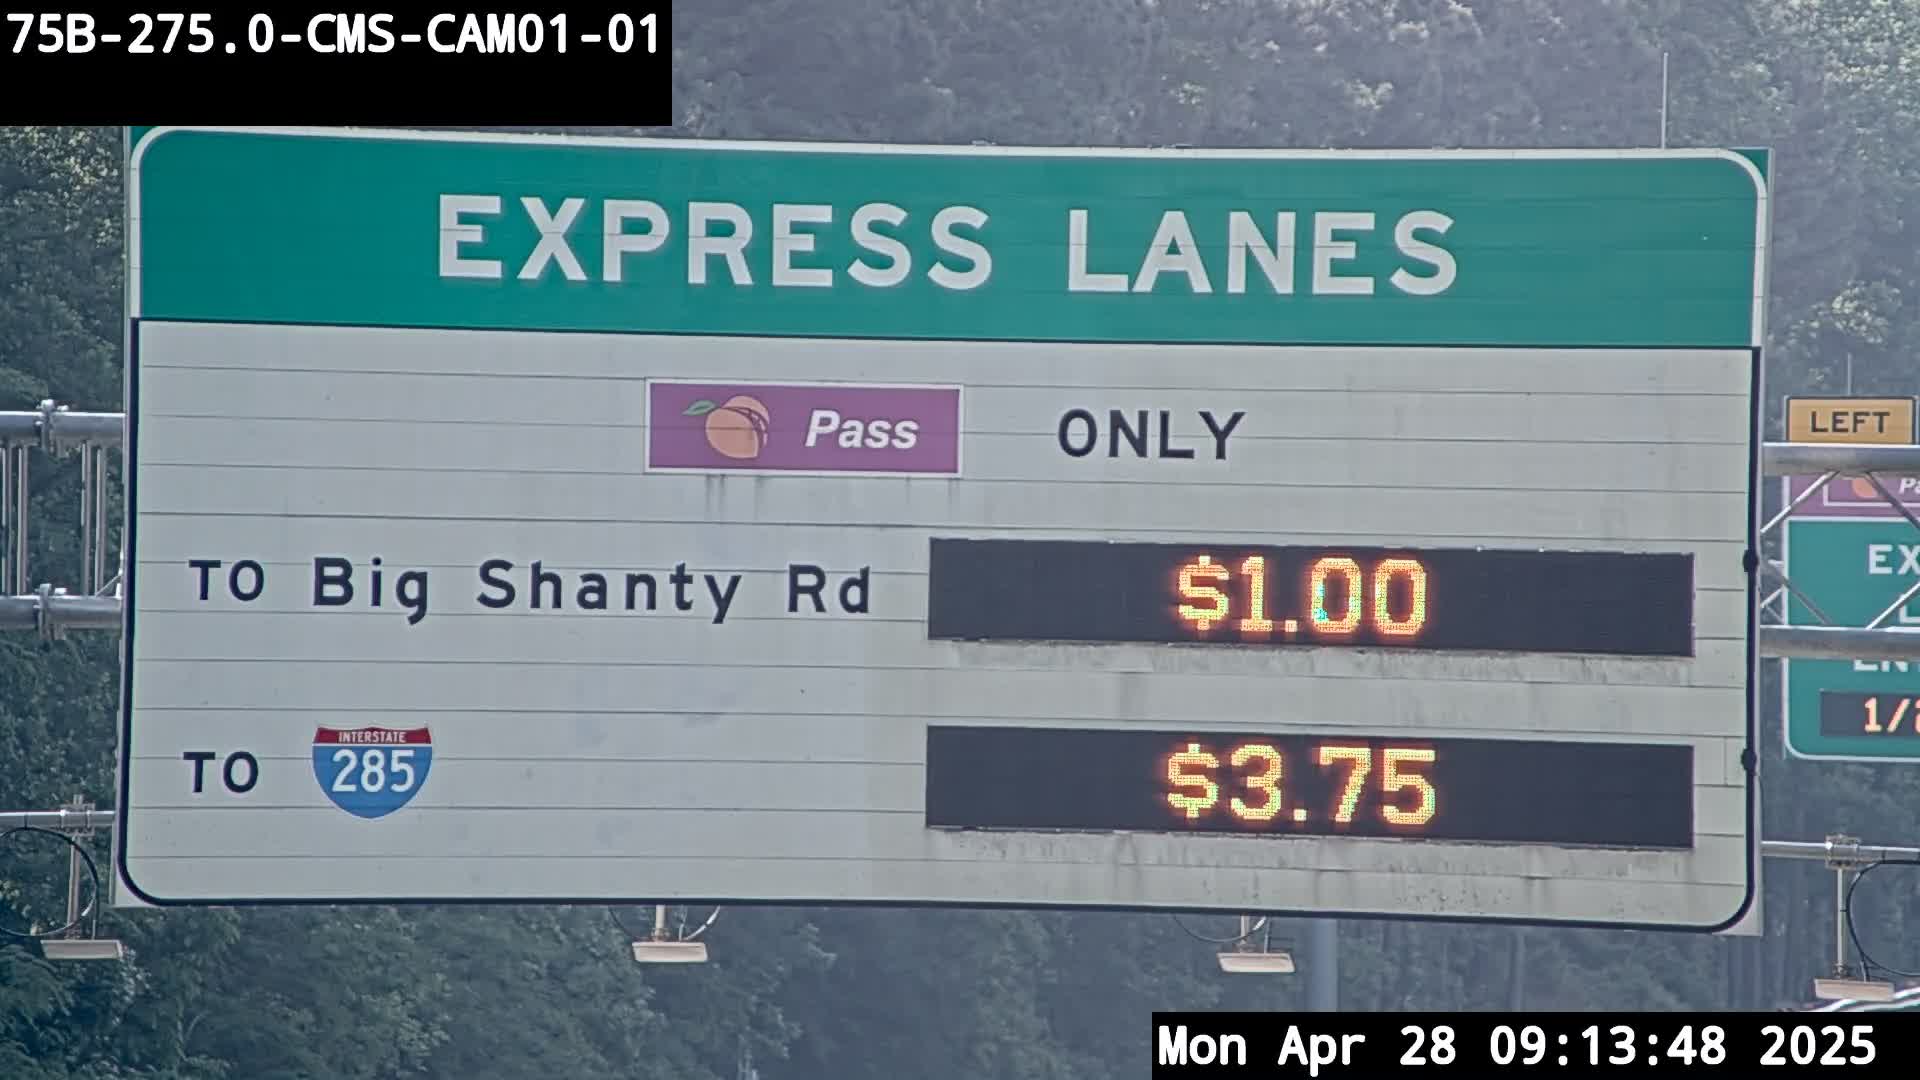 75B-275.0-CMS-CAM01-01
EXPRESS LANES
Pass ONLY
TO Big Shanty Rd $1.00
TO INTERSTATE 285 $3.75
LEFT
Mon Apr 28 09:13:48 2025